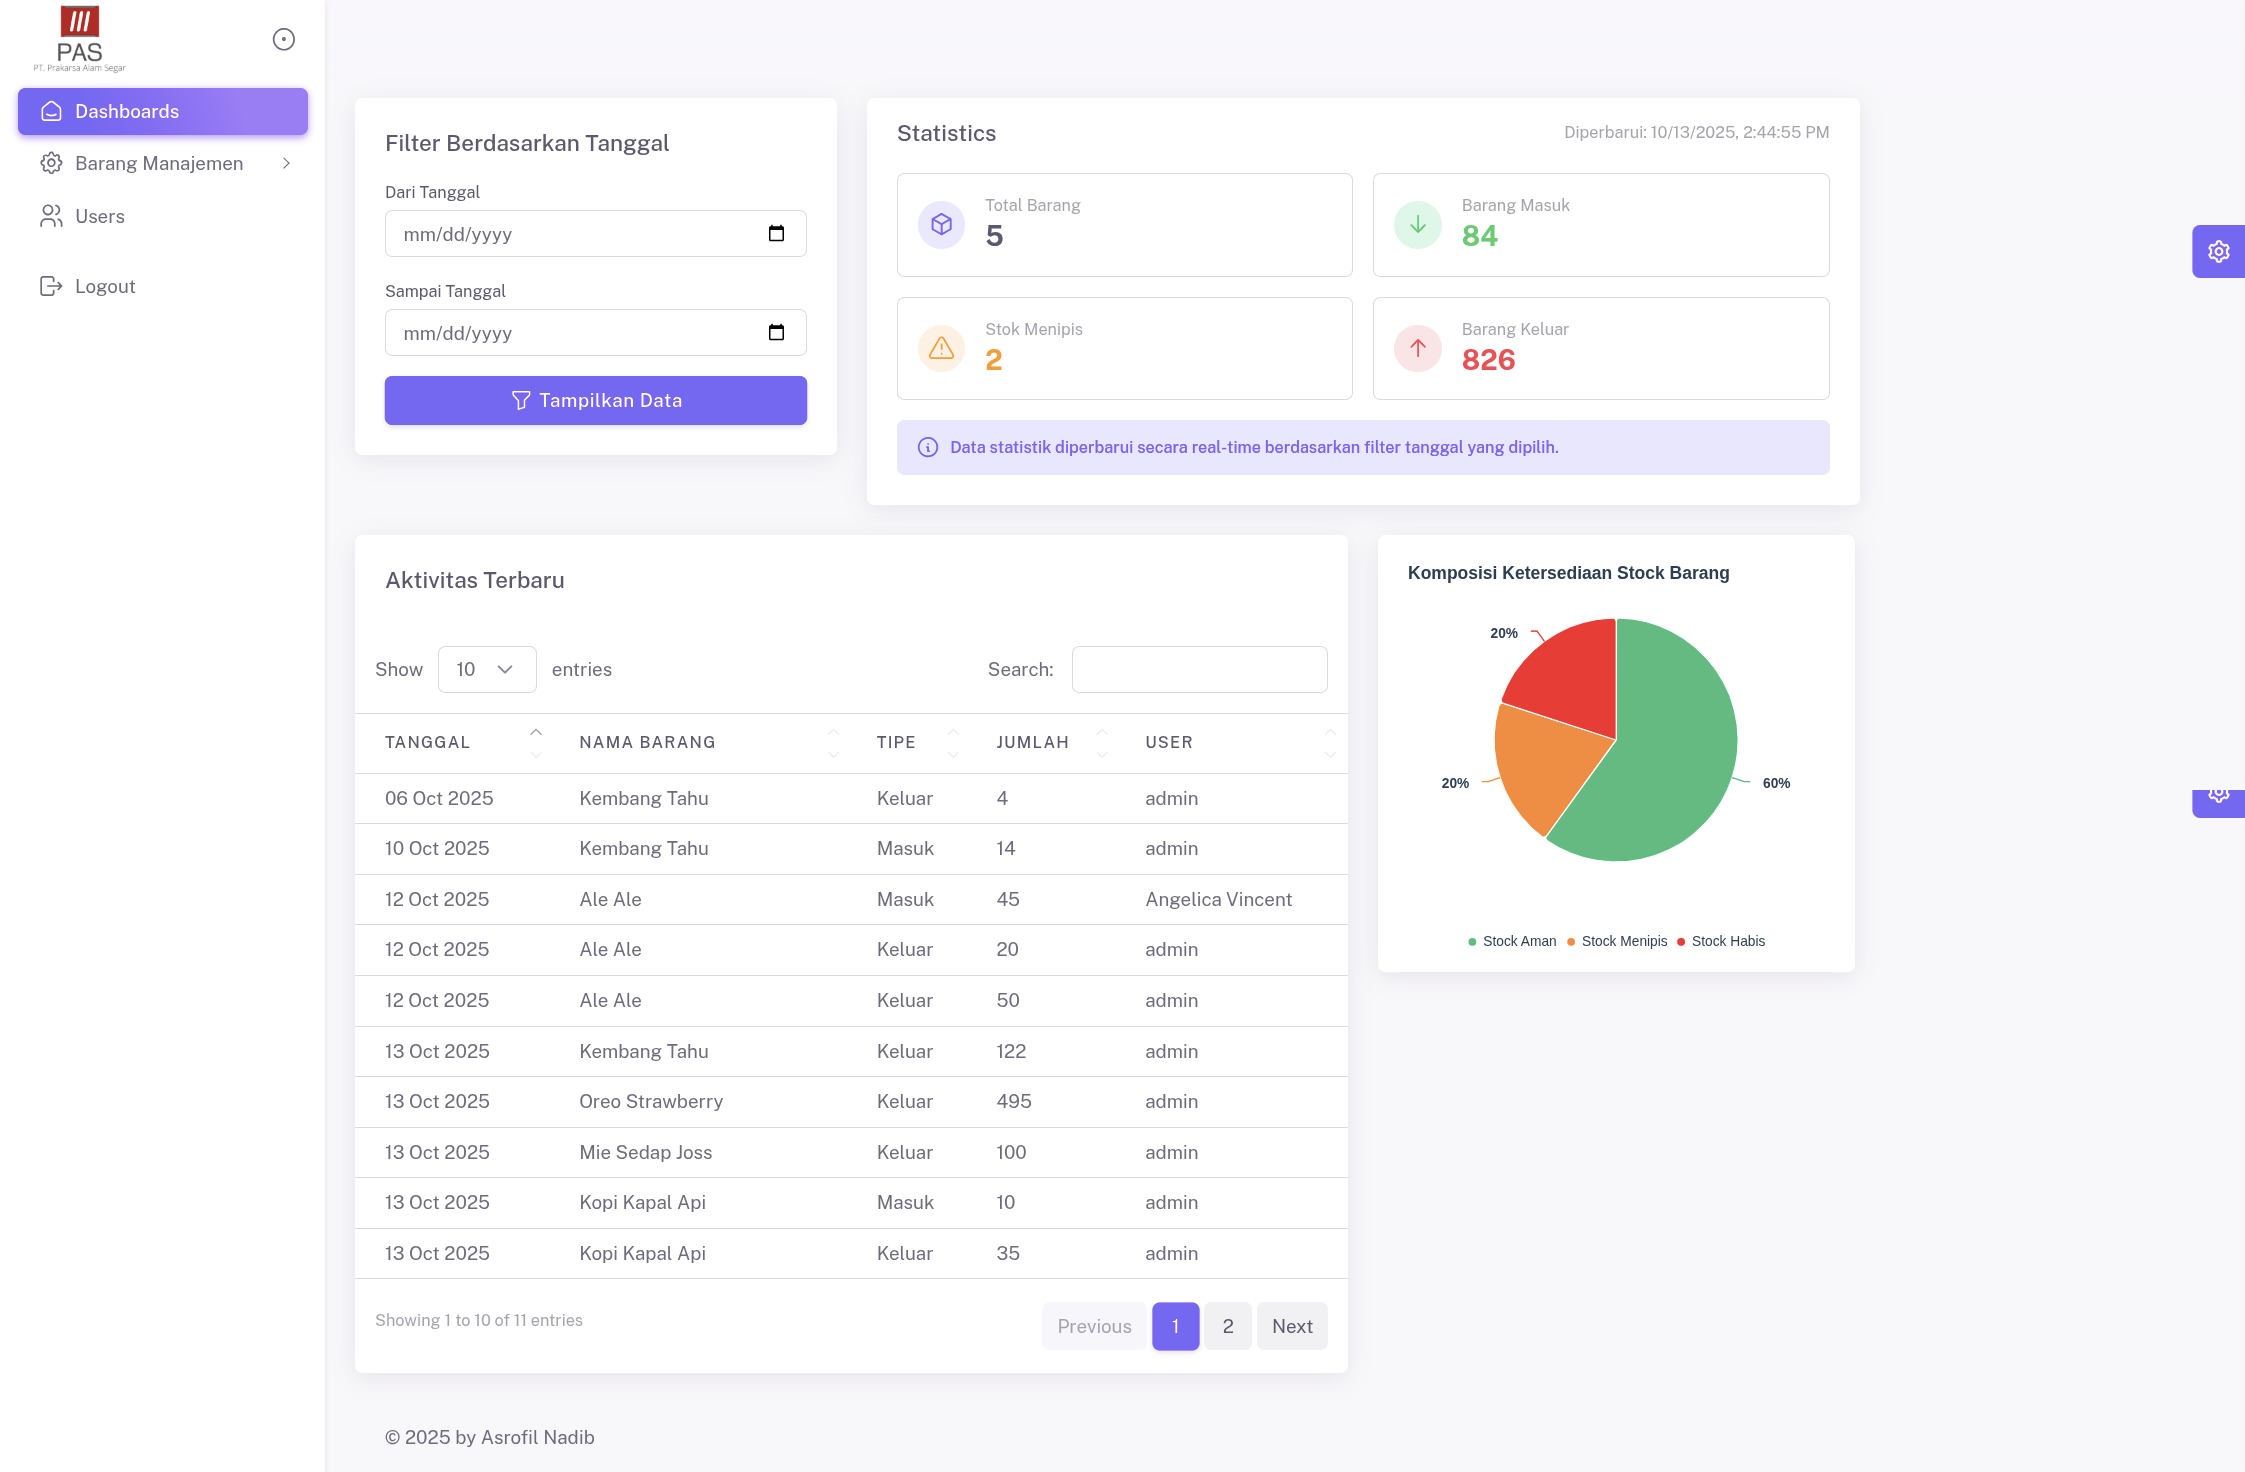 PAS
PT. Prakarsa Alam Segar
Dashboards
Barang Manajemen
Users
Logout
Filter Berdasarkan Tanggal
Dari Tanggal
mm/dd/yyyy
Sampai Tanggal
mm/dd/yyyy
Tampilkan Data
Statistics
Diperbarui: 10/13/2025, 2:44:55 PM
Total Barang
5
Barang Masuk
84
Stok Menipis
2
Barang Keluar
826
Data statistik diperbarui secara real-time berdasarkan filter tanggal yang dipilih.
Aktivitas Terbaru
Show 10 entries Search:
TANGGAL NAMA BARANG TIPE JUMLAH USER
06 Oct 2025 Kembang Tahu Keluar 4 admin
10 Oct 2025 Kembang Tahu Masuk 14 admin
12 Oct 2025 Ale Ale Masuk 45 Angelica Vincent
12 Oct 2025 Ale Ale Keluar 20 admin
12 Oct 2025 Ale Ale Keluar 50 admin
13 Oct 2025 Kembang Tahu Keluar 122 admin
13 Oct 2025 Oreo Strawberry Keluar 495 admin
13 Oct 2025 Mie Sedap Joss Keluar 100 admin
13 Oct 2025 Kopi Kapal Api Masuk 10 admin
13 Oct 2025 Kopi Kapal Api Keluar 35 admin
Showing 1 to 10 of 11 entries
Previous 1 2 Next
Komposisi Ketersediaan Stock Barang
20%
20%
60%
Stock Aman Stock Menipis Stock Habis
© 2025 by Asrofil Nadib